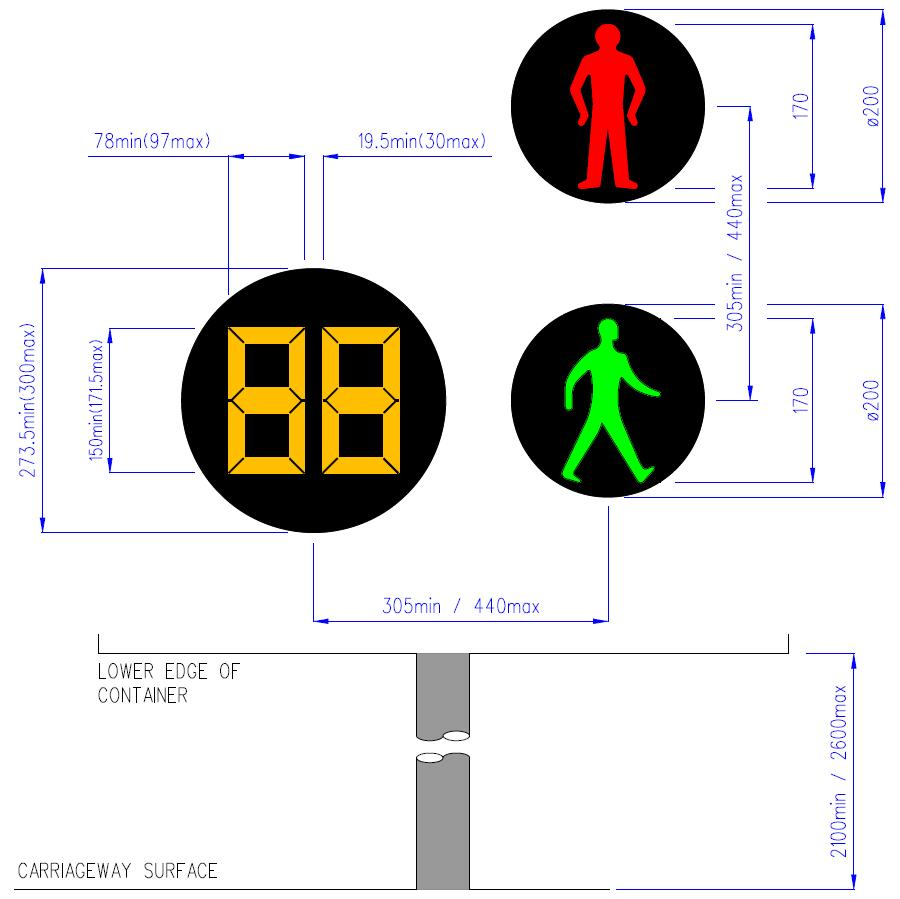 78min(97max)
19.5min(30max)
170
ø200
305min / 440max
273.5min(300max)
150min(171.5max)
88
170
ø200
305min / 440max
LOWER EDGE OF
CONTAINER
2100min / 2600max
CARRIAGEWAY SURFACE